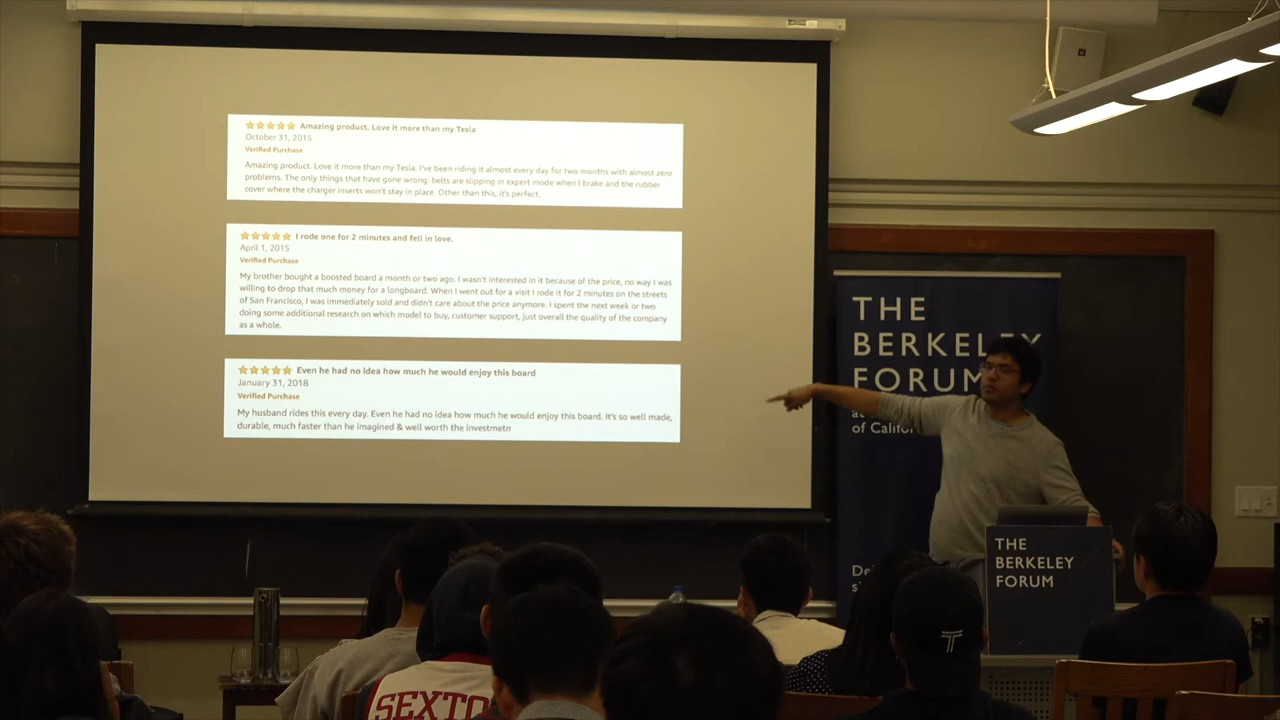 Amazing product. Love it more than my Tesla
October 31, 2015
Verified Purchase
Amazing product. Love it more than my Tesla. I've been riding it almost every day for two months with almost zero
problems. The only things that have gone wrong: belts are slipping in expert mode when I brake and the rubber
cover where the charger inserts won't stay in place. Other than this, it's perfect.
I rode one for 2 minutes and fell in love.
April 1, 2015
Verified Purchase
My brother bought a boosted board a month or two ago. I wasn't interested in it because of the price, no way I was
willing to drop that much money for a longboard. When I went out for a visit I rode it for 2 minutes on the streets
of San Francisco, I was immediately sold and didn't care about the price anymore. I spent the next week or two
doing some additional research on which model to buy, customer support, just overall the quality of the company
as a whole.
Even he had no idea how much he would enjoy this board
January 31, 2018
Verified Purchase
My husband rides this every day. Even he had no idea how much he would enjoy this board. It's so well made,
durable, much faster than he imagined & well worth the investmetn
THE
BERKELEY
FORUM
of Califor
THE
BERKELEY
FORUM
SEXTO